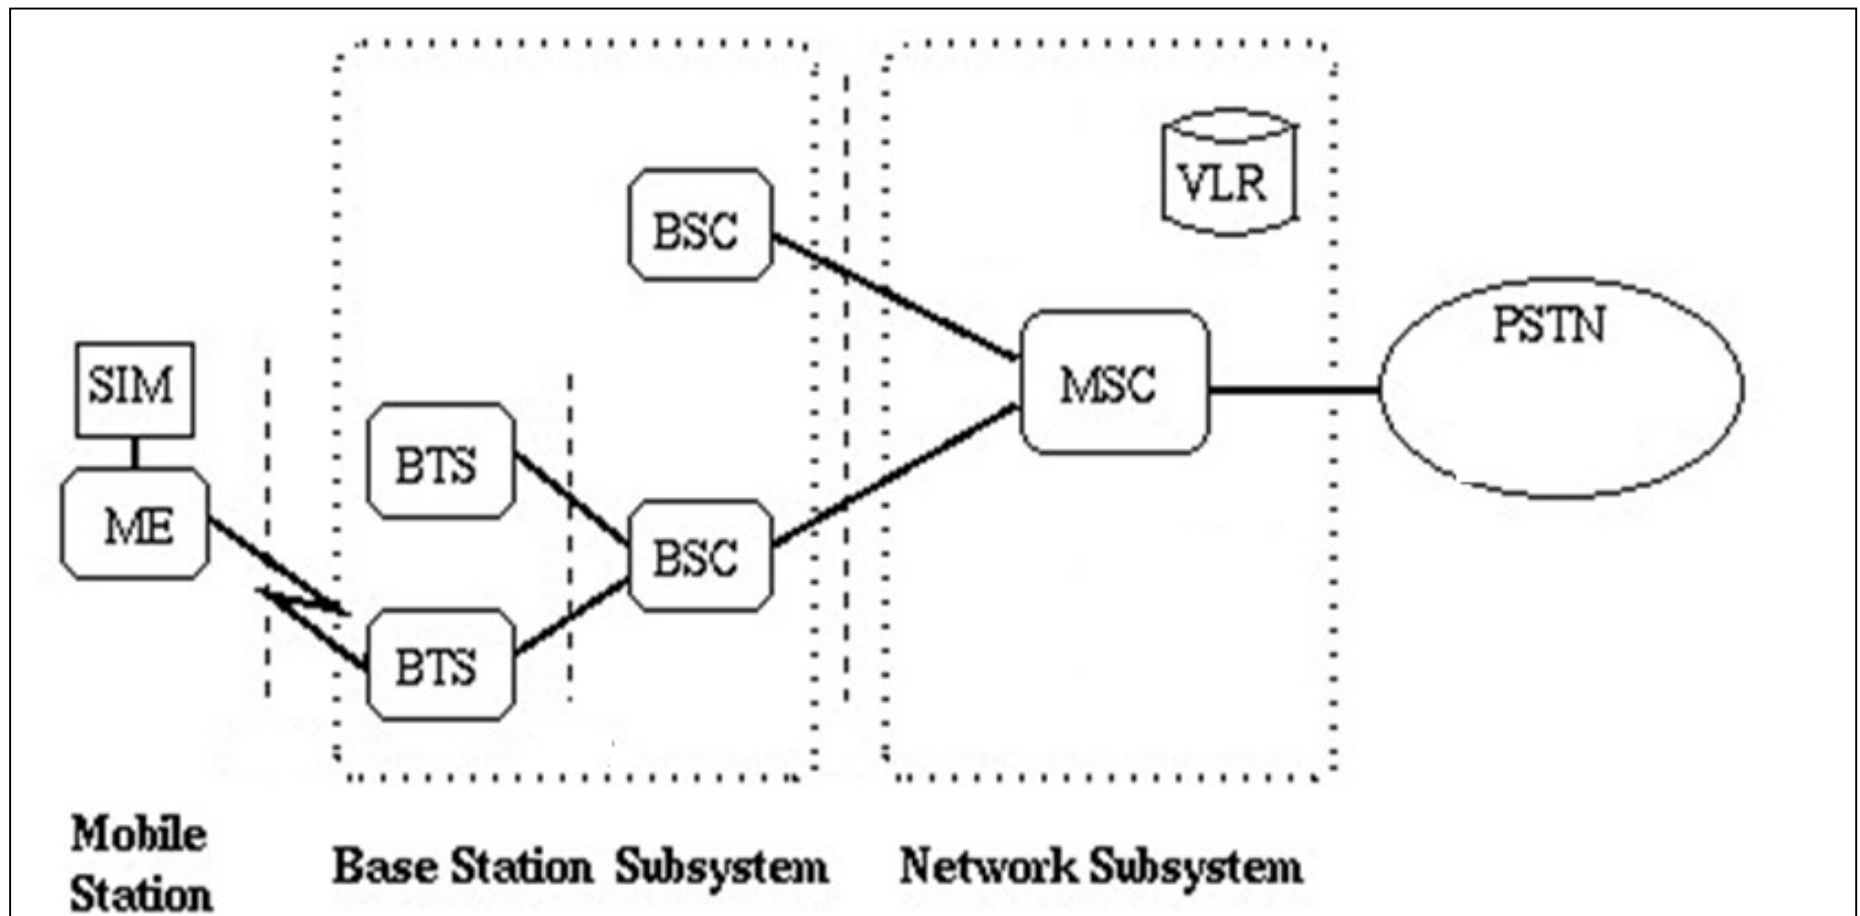 VLR
BSC
PSTN
SIM
MSC
BTS
ME
BSC
BTS
Mobile
Station
Base Station Subsystem
Network Subsystem